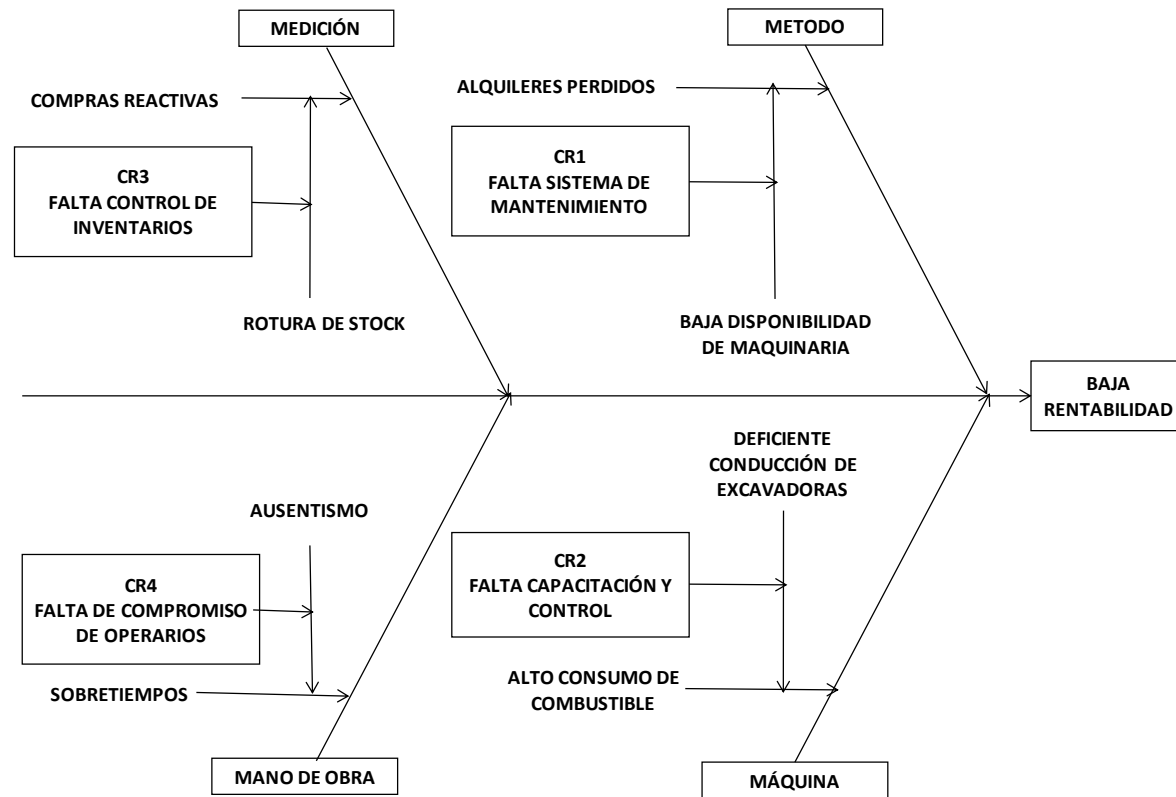 MEDICIÓN
METODO
COMPRAS REACTIVAS
ALQUILERES PERDIDOS
CR3
FALTA CONTROL DE
INVENTARIOS
CR1
FALTA SISTEMA DE
MANTENIMIENTO
ROTURA DE STOCK
BAJA DISPONIBILIDAD
DE MAQUINARIA
BAJA
RENTABILIDAD
DEFICIENTE
CONDUCCIÓN DE
EXCAVADORAS
AUSENTISMO
CR4
FALTA DE COMPROMISO
DE OPERARIOS
CR2
FALTA CAPACITACIÓN Y
CONTROL
SOBRETIEMPOS
ALTO CONSUMO DE
COMBUSTIBLE
MANO DE OBRA
MÁQUINA